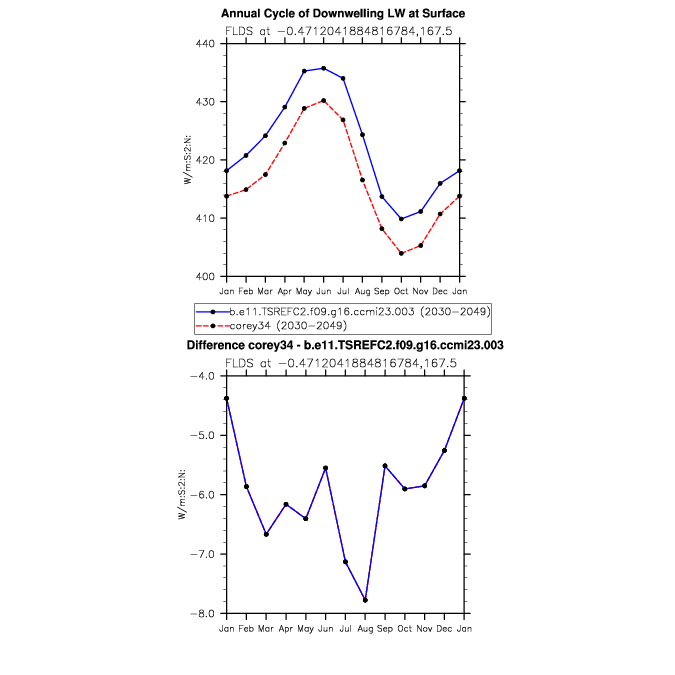 Annual Cycle of Downwelling LW at Surface
FLDS at -0.4712041884816784,167.5
440
430
420
410
400
W/m:S:2:N:
Jan Feb Mar Apr May Jun Jul Aug Sep Oct Nov Dec Jan
b.e11.TSREFC2.f09.g16.ccmi23.003 (2030-2049)
corey34 (2030-2049)
Difference corey34 - b.e11.TSREFC2.f09.g16.ccmi23.003
FLDS at -0.4712041884816784,167.5
-4.0
-5.0
-6.0
-7.0
-8.0
W/m:S:2:N:
Jan Feb Mar Apr May Jun Jul Aug Sep Oct Nov Dec Jan